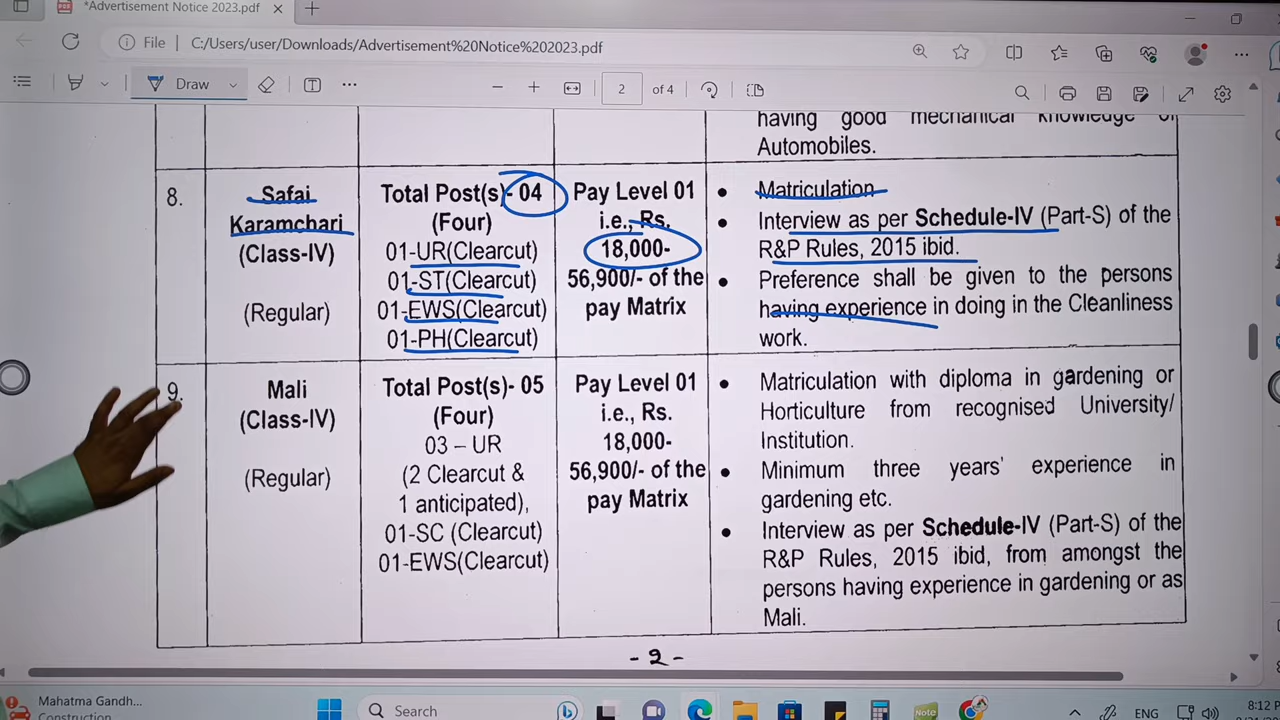 *Advertisement Notice 2023.pdf
File
C:/Users/user/Downloads/Advertisement%20Notice%202023.pdf
Draw
2
of 4
having good mechanical knowledge of
Automobiles.
8.
Safai
Karamchari
(Class-IV)
(Regular)
Total Post(s)- 04
(Four)
01-UR(Clearcut)
01-ST(Clearcut)
01-EWS(Clearcut)
01-PH(Clearcut)
Pay Level 01
i.e., Rs.
18,000-
56,900/- of the
pay Matrix
• Matriculation
• Interview as per Schedule-IV (Part-S) of the
R&P Rules, 2015 ibid.
• Preference shall be given to the persons
having experience in doing in the Cleanliness
work.
9.
Mali
(Class-IV)
(Regular)
Total Post(s)- 05
(Four)
03 – UR
(2 Clearcut &
1 anticipated),
01-SC (Clearcut)
01-EWS(Clearcut)
Pay Level 01
i.e., Rs.
18,000-
56,900/- of the
pay Matrix
• Matriculation with diploma in gardening or
Horticulture from recognised University/
Institution.
• Minimum three years' experience in
gardening etc.
• Interview as per Schedule-IV (Part-S) of the
R&P Rules, 2015 ibid, from amongst the
persons having experience in gardening or as
Mali.
- 2 -
Mahatma Gandh...
Construction
Search
Note
ENG
8:12 P